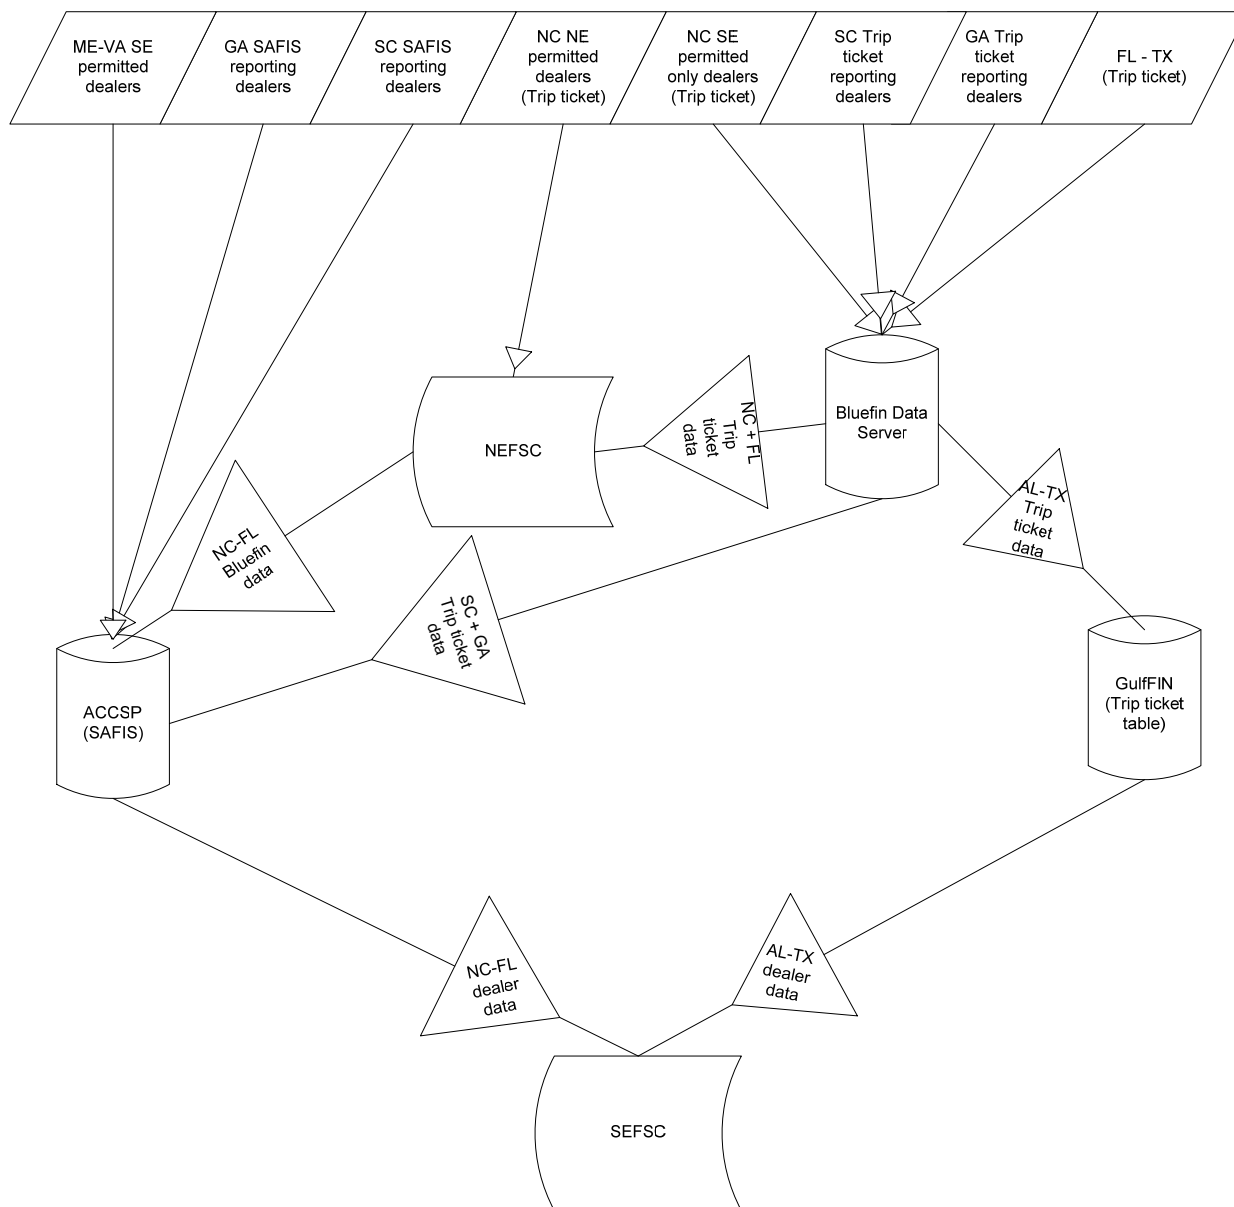 ME-VA SE
permitted
dealers
GA SAFIS
reporting
dealers
SC SAFIS
reporting
dealers
NC NE
permitted
dealers
(Trip ticket)
NC SE
permitted
only dealers
(Trip ticket)
SC Trip
ticket
reporting
dealers
GA Trip
ticket
reporting
dealers
FL - TX
(Trip ticket)
Bluefin Data
Server
NC + FL
Trip
ticket
data
NEFSC
AL-TX
Trip
ticket
data
NC-FL
Bluefin
data
SC + GA
Trip ticket
data
ACCSP
(SAFIS)
GulfFIN
(Trip ticket
table)
NC-FL
dealer
data
AL-TX
dealer
data
SEFSC